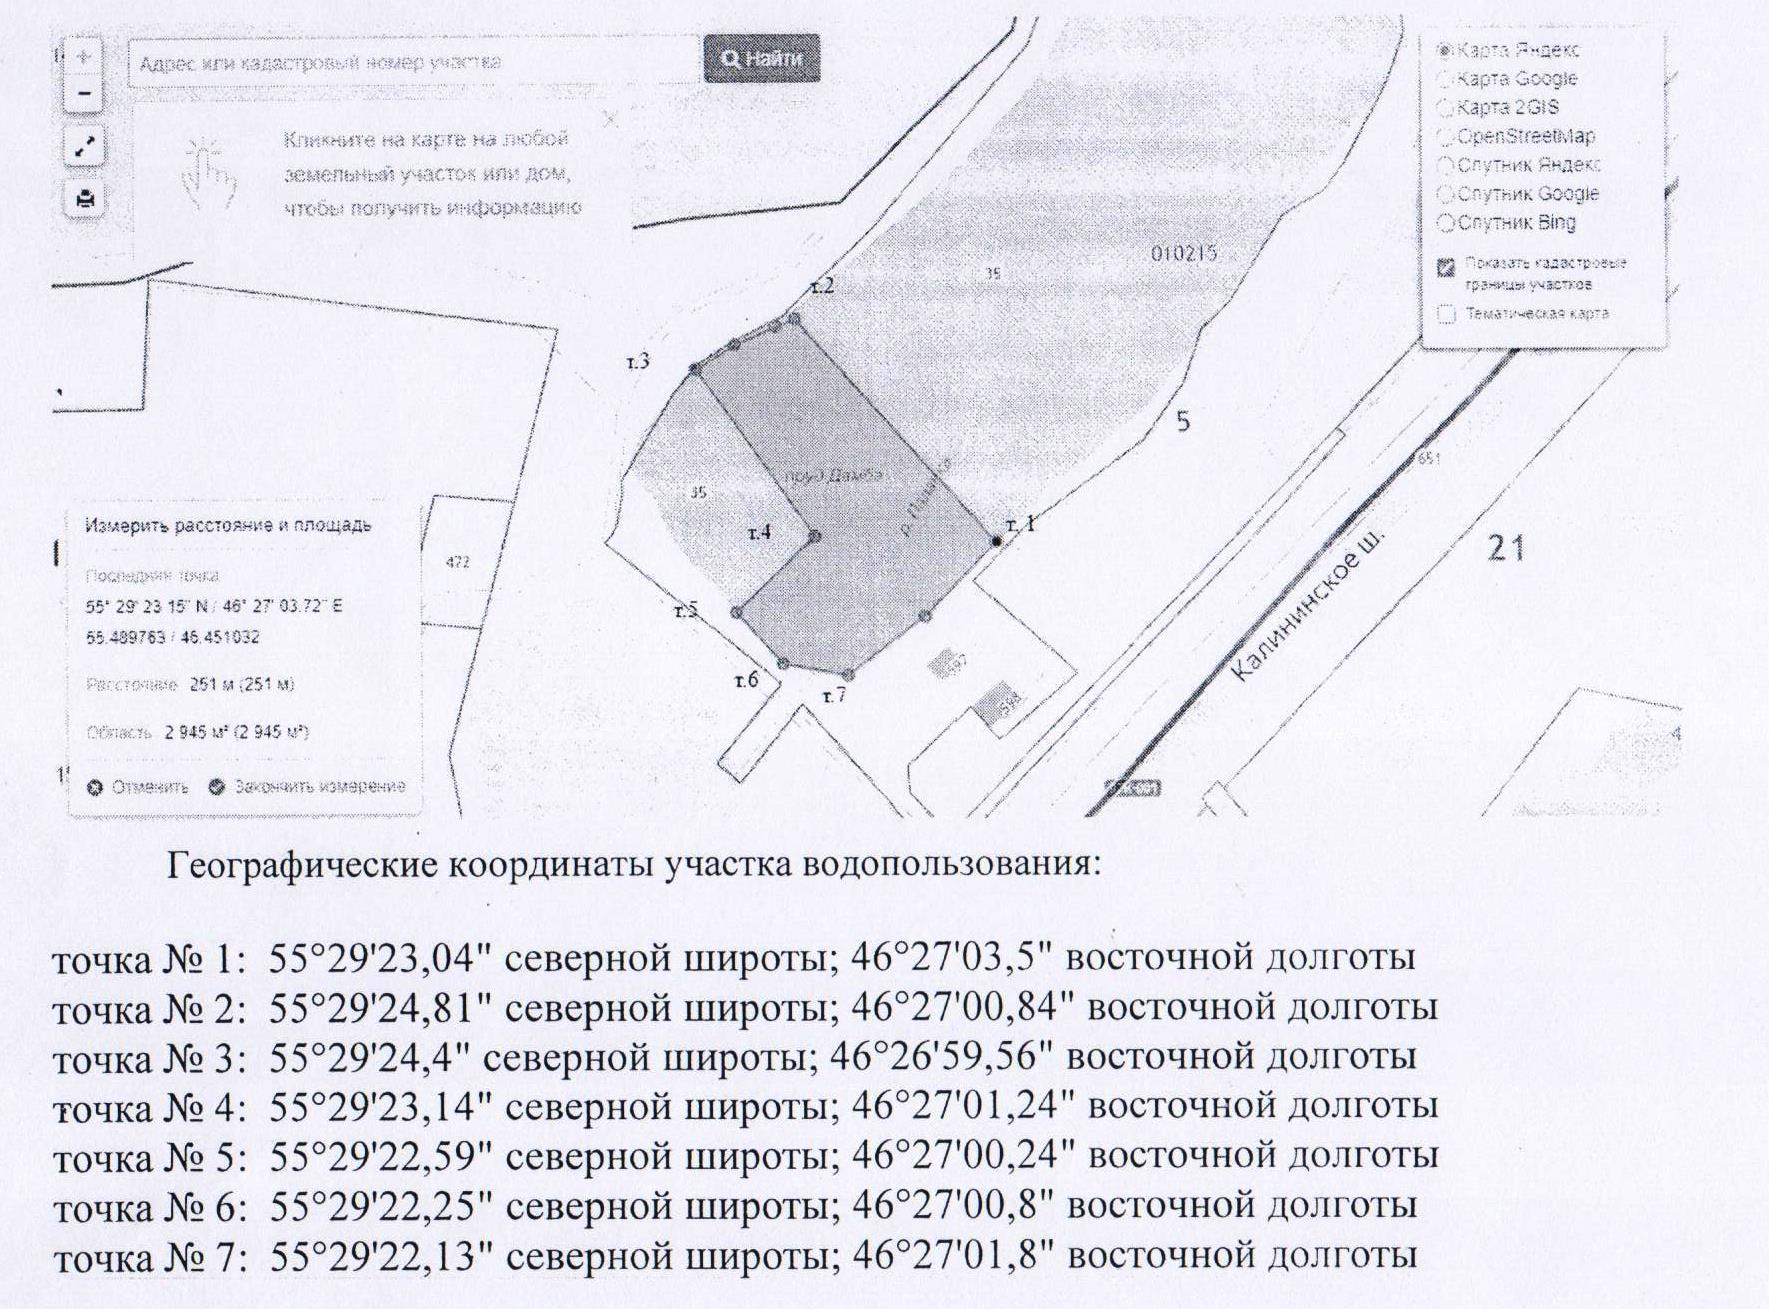 Адрес или кадастровый номер участка
Найти
Кликните на карте на любой
земельный участок или дом,
чтобы получить информацию
Карта Яндекс
Карта Google
Карта 2GIS
OpenStreetMap
Спутник Яндекс
Спутник Google
Спутник Bing
Показать кадастровые
границы участков
Тематическая карта
010215
35
т.2
т.3
5
пруд Дамба
35
т.4
т. 1
651
21
Калининское ш.
472
т.5
т.6
т.7
597
4
Измерить расстояние и площадь
Последняя точка
55° 29' 23.15" N / 46° 27' 03.72" E
55.489763 / 46.451032
Расстояние 251 м (251 м)
Область 2 945 м² (2 945 м²)
Отменить Закончить измерение
Географические координаты участка водопользования:
точка № 1: 55°29'23,04" северной широты; 46°27'03,5" восточной долготы
точка № 2: 55°29'24,81" северной широты; 46°27'00,84" восточной долготы
точка № 3: 55°29'24,4" северной широты; 46°26'59,56" восточной долготы
точка № 4: 55°29'23,14" северной широты; 46°27'01,24" восточной долготы
точка № 5: 55°29'22,59" северной широты; 46°27'00,24" восточной долготы
точка № 6: 55°29'22,25" северной широты; 46°27'00,8" восточной долготы
точка № 7: 55°29'22,13" северной широты; 46°27'01,8" восточной долготы